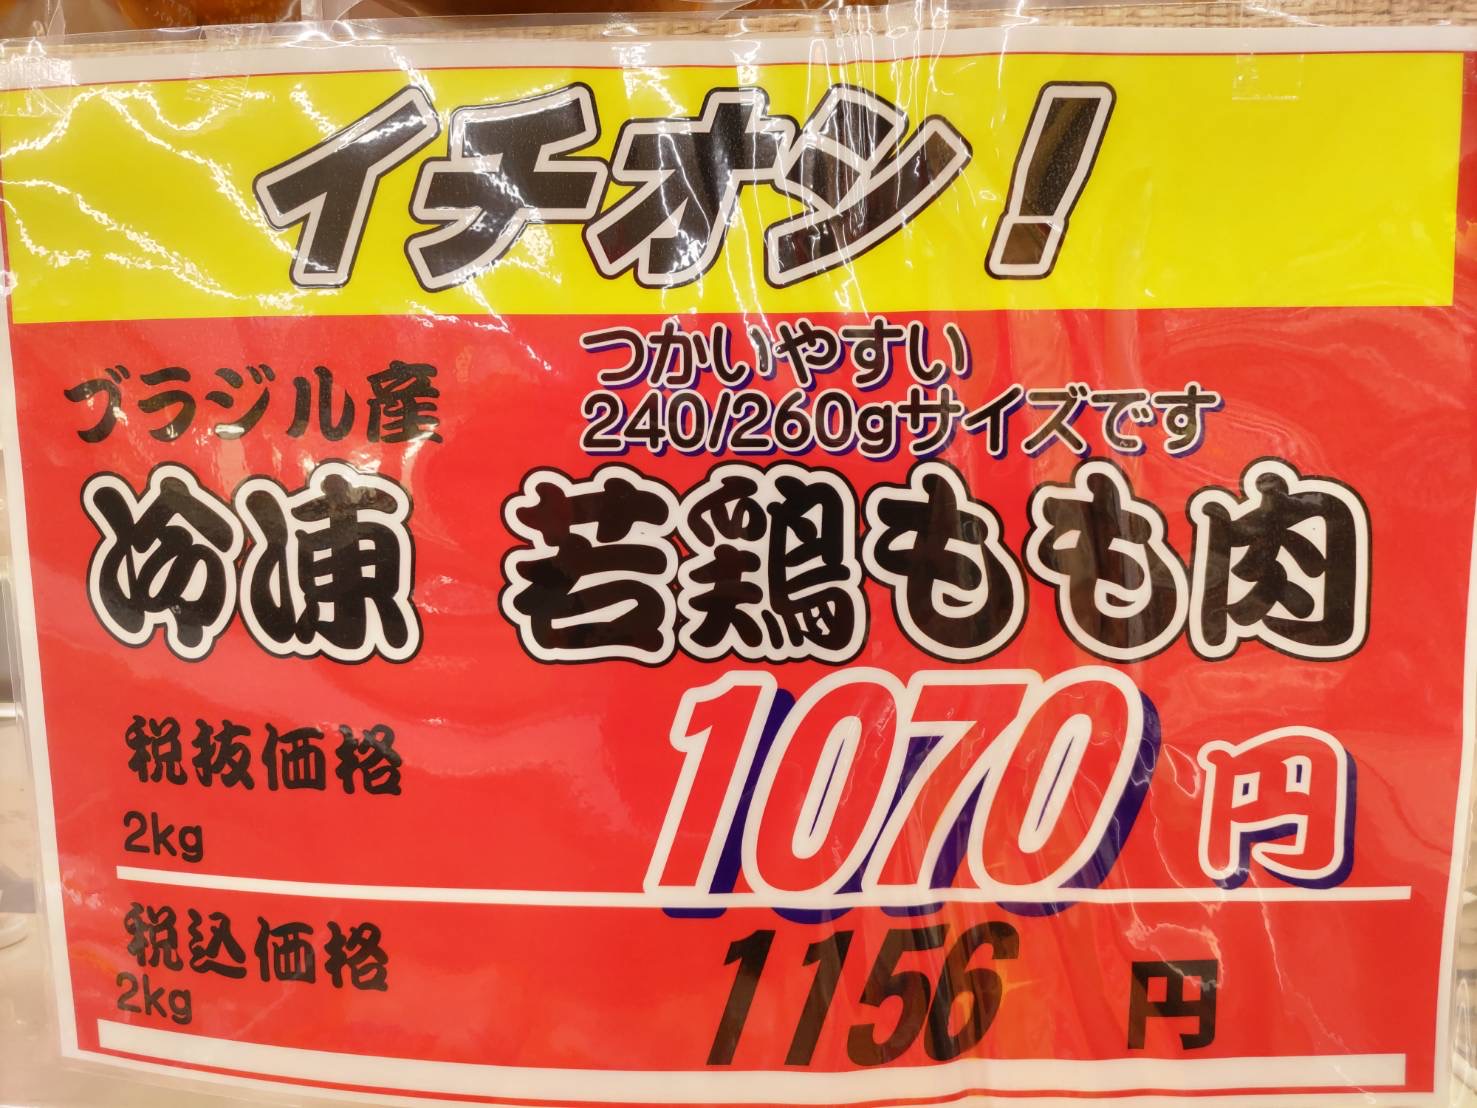 イチオシ!
つかいやすい
ブラジル産
240/260gサイズです
冷凍 若鶏もも肉
税抜価格
1070円
2kg
税込価格
1156円
2kg